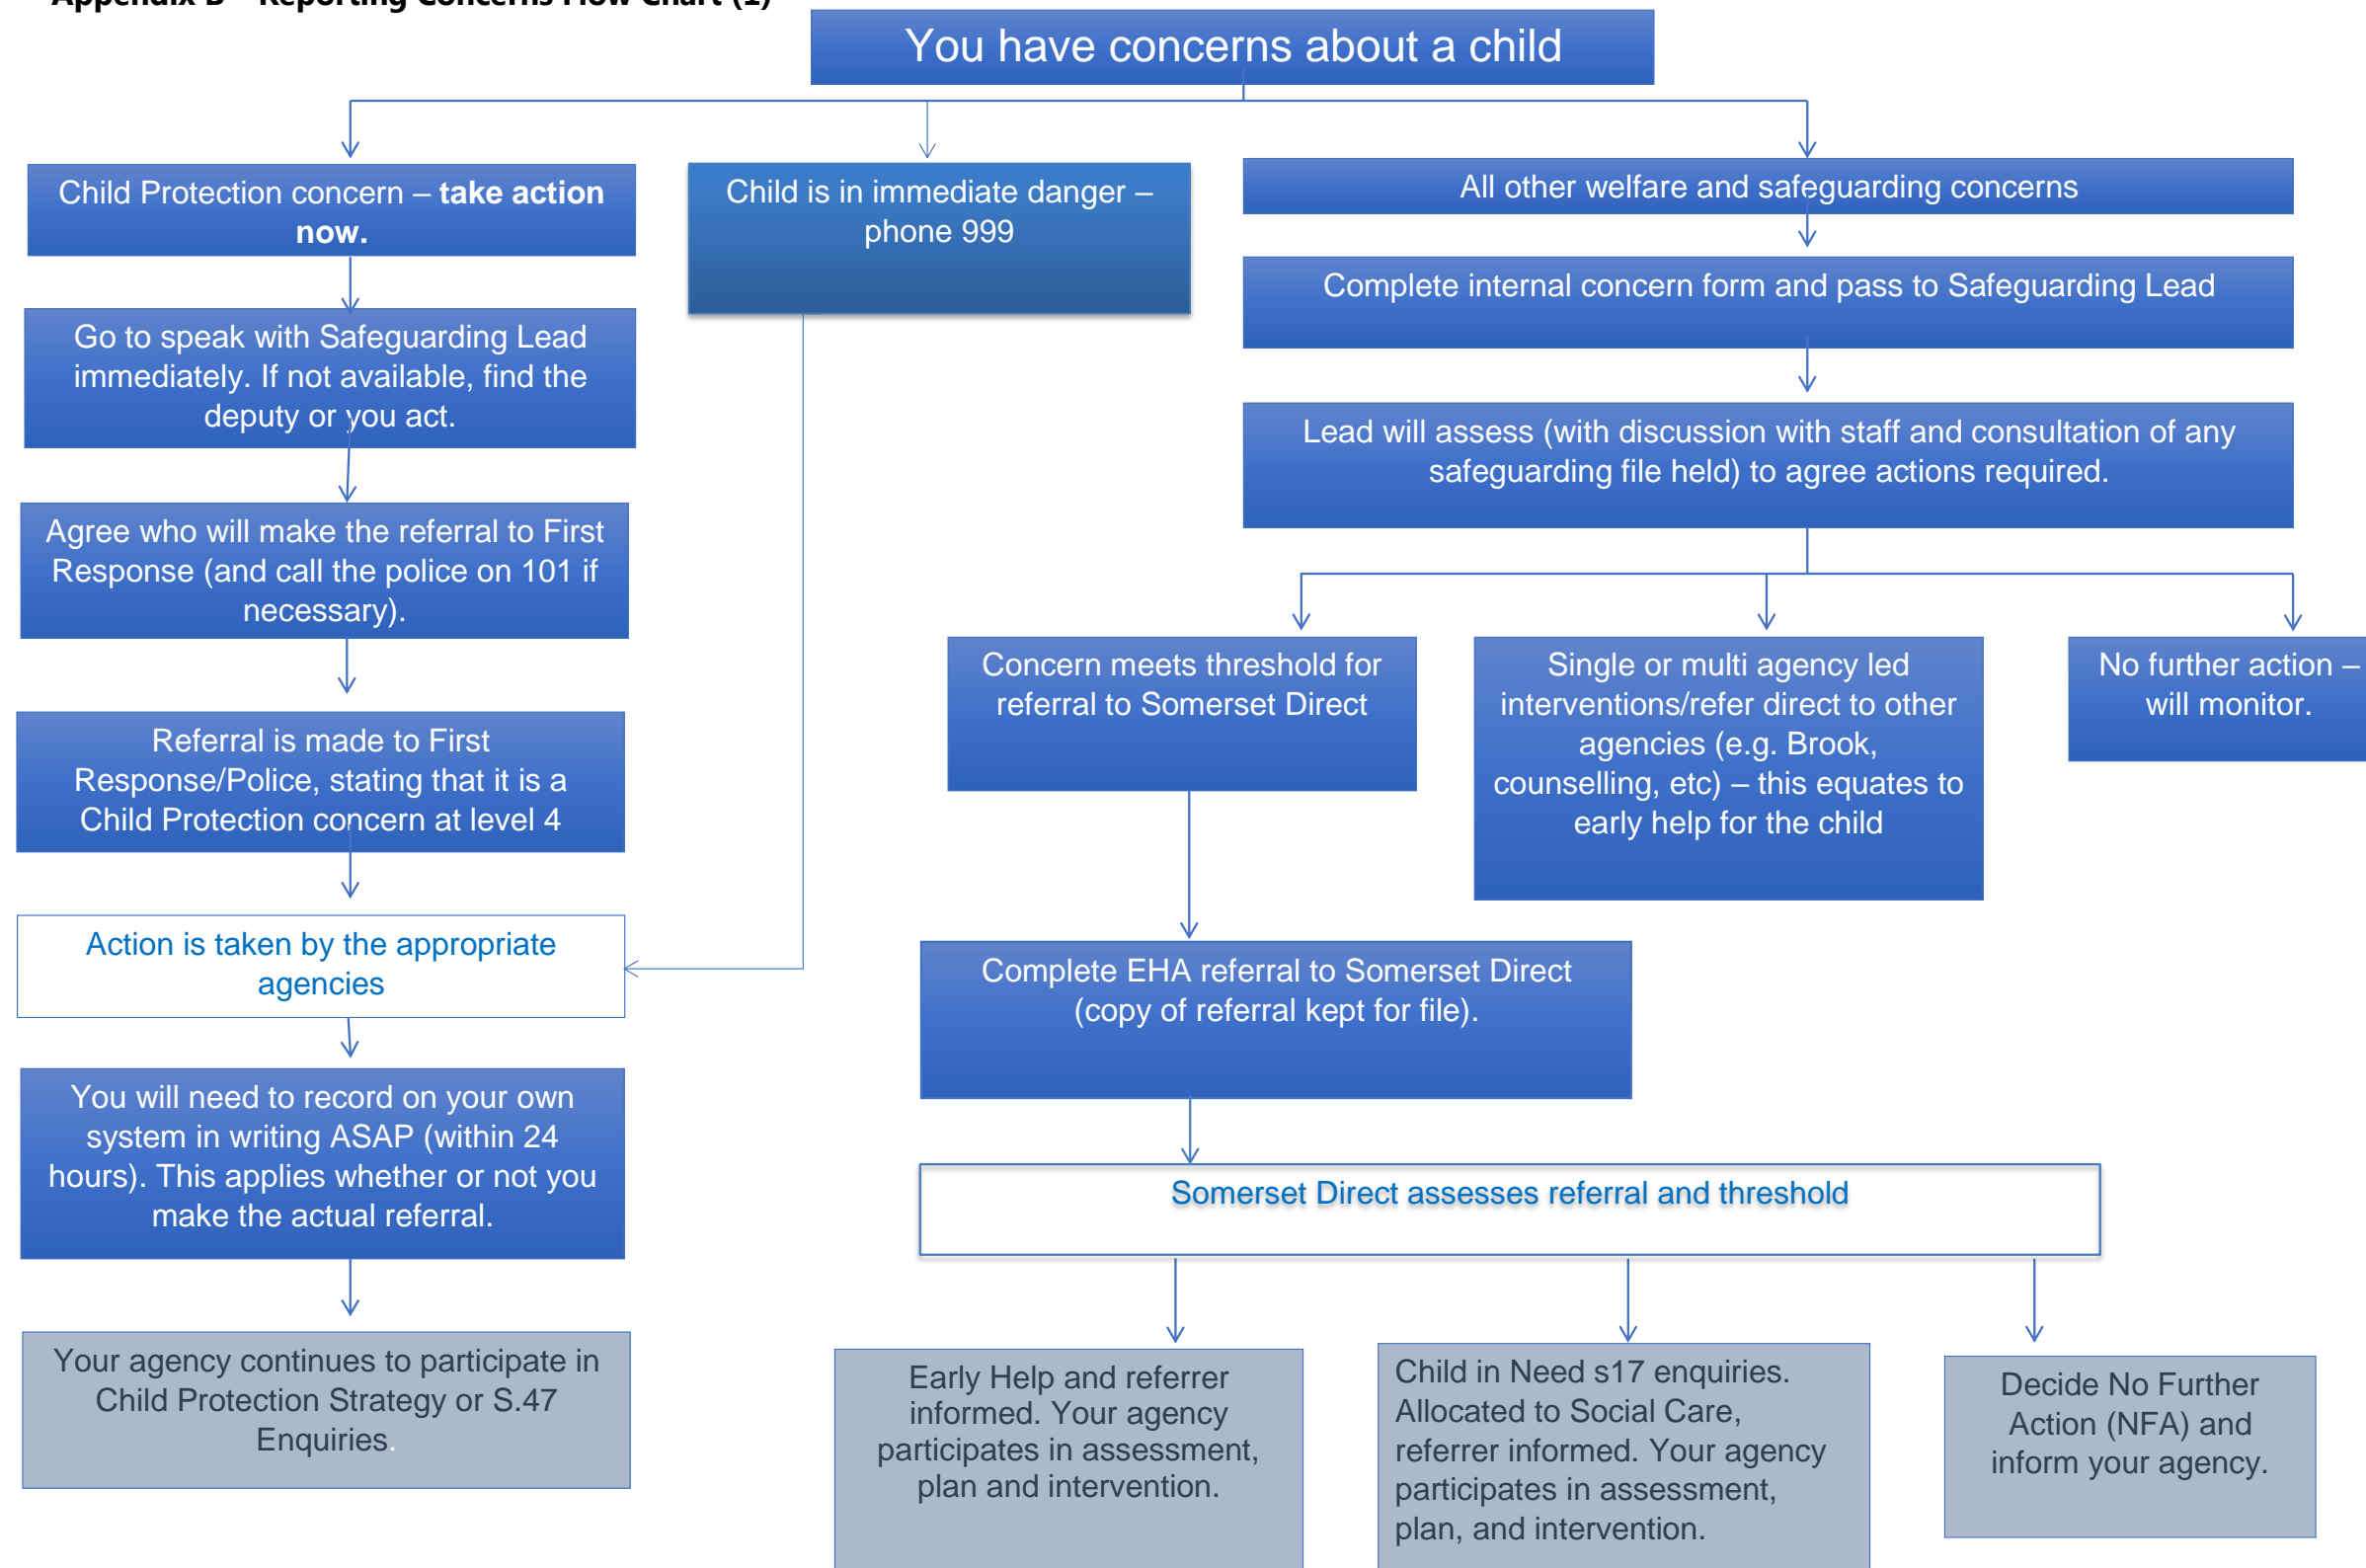 Appendix B – Reporting Concerns Flow Chart (1)
You have concerns about a child
Child Protection concern – take action
now.
Child is in immediate danger –
phone 999
All other welfare and safeguarding concerns
Go to speak with Safeguarding Lead
immediately. If not available, find the
deputy or you act.
Complete internal concern form and pass to Safeguarding Lead
Lead will assess (with discussion with staff and consultation of any
safeguarding file held) to agree actions required.
Agree who will make the referral to First
Response (and call the police on 101 if
necessary).
Concern meets threshold for
referral to Somerset Direct
Single or multi agency led
interventions/refer direct to other
agencies (e.g. Brook,
counselling, etc) – this equates to
early help for the child
No further action –
will monitor.
Referral is made to First
Response/Police, stating that it is a
Child Protection concern at level 4
Action is taken by the appropriate
agencies
Complete EHA referral to Somerset Direct
(copy of referral kept for file).
You will need to record on your own
system in writing ASAP (within 24
hours). This applies whether or not you
make the actual referral.
Somerset Direct assesses referral and threshold
Your agency continues to participate in
Child Protection Strategy or S.47
Enquiries.
Early Help and referrer
informed. Your agency
participates in assessment,
plan and intervention.
Child in Need s17 enquiries.
Allocated to Social Care,
referrer informed. Your agency
participates in assessment,
plan, and intervention.
Decide No Further
Action (NFA) and
inform your agency.